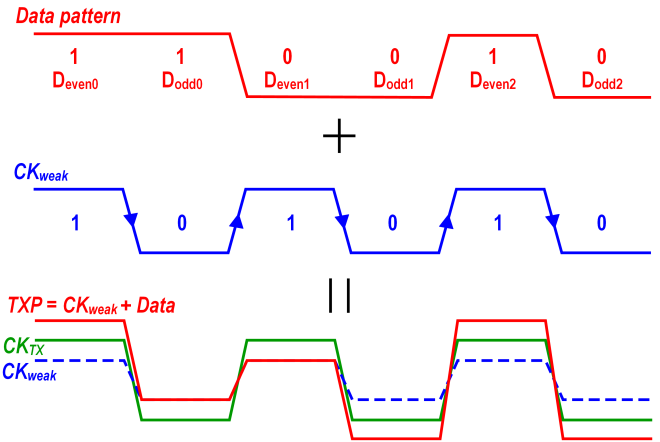 Data pattern
1 1 0 0 1 0
Deven0 Dodd0 Deven1 Dodd1 Deven2 Dodd2
+
CKweak
1 0 1 0 1 0
TXP = CKweak + Data
CKTX
CKweak